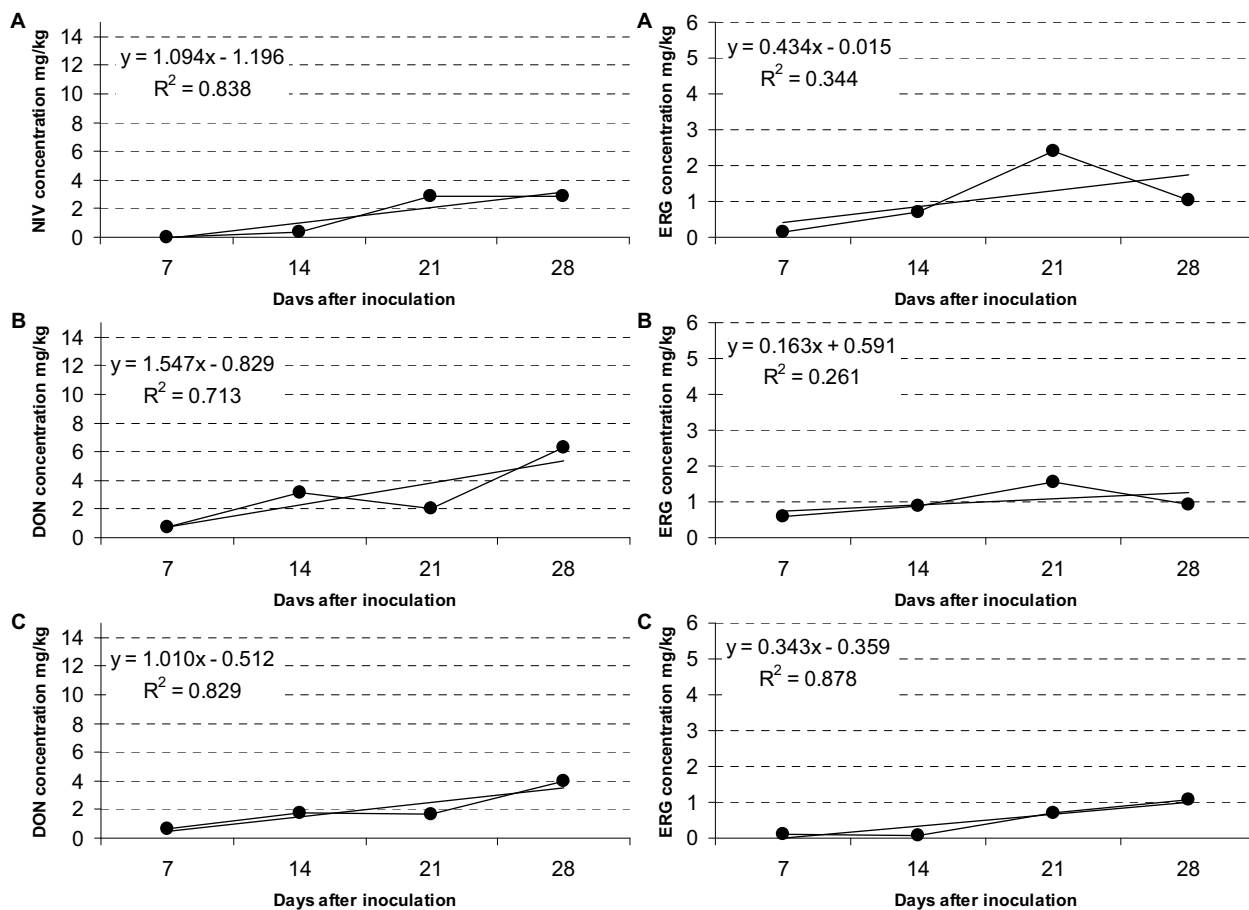 A
NIV concentration mg/kg
14
12
10
8
6
4
2
0
y = 1.094x - 1.196
R² = 0.838
7 14 21 28
Davs after inoculation
A
ERG concentration mg/kg
6
5
4
3
2
1
0
y = 0.434x - 0.015
R² = 0.344
7 14 21 28
Davs after inoculation
B
DON concentration mg/kg
14
12
10
8
6
4
2
0
y = 1.547x - 0.829
R² = 0.713
7 14 21 28
Davs after inoculation
B
ERG concentration mg/kg
6
5
4
3
2
1
0
y = 0.163x + 0.591
R² = 0.261
7 14 21 28
Davs after inoculation
C
DON concentration mg/kg
14
12
10
8
6
4
2
0
y = 1.010x - 0.512
R² = 0.829
7 14 21 28
Days after inoculation
C
ERG concentration mg/kg
6
5
4
3
2
1
0
y = 0.343x - 0.359
R² = 0.878
7 14 21 28
Days after inoculation